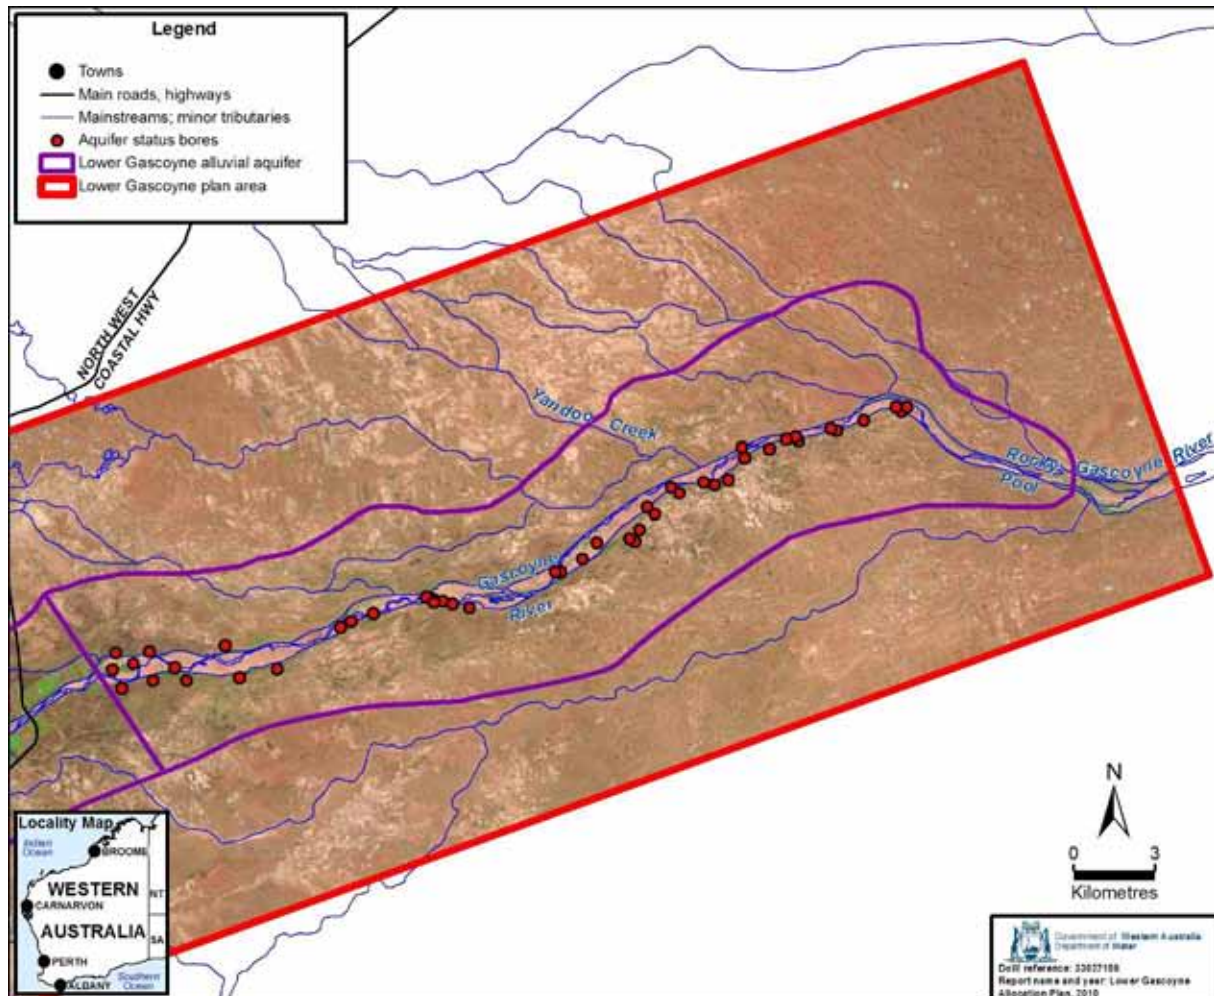 Legend
Towns
Main roads, highways
Mainstreams; minor tributaries
Aquifer status bores
Lower Gascoyne alluvial aquifer
Lower Gascoyne plan area
NORTH WEST
COASTAL HWY
Yandoo Creek
Rocky Pool
Gascoyne River
Gascoyne
River
N
0 3
Kilometres
Locality Map
Indian
Ocean
BROOME
WESTERN
NT
CARNARVON
AUSTRALIA
SA
PERTH
Southern
Ocean
ALBANY
Government of Western Australia
Department of Water
Report name and year: Lower Gascoyne
Allocation Plan, 2010